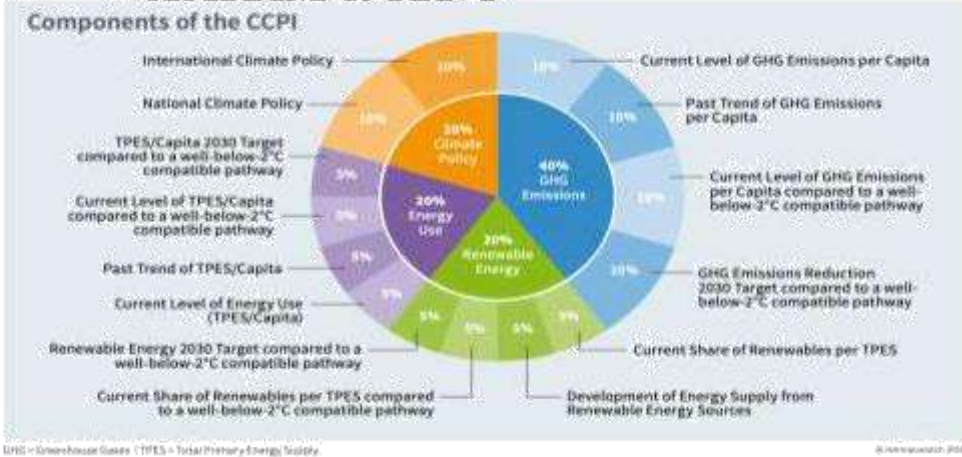 Components of the CCPI
International Climate Policy
National Climate Policy
TPES/Capita 2030 Target
compared to a well-below-2°C
compatible pathway
Current Level of TPES/Capita
compared to a well-below-2°C
compatible pathway
Past Trend of TPES/Capita
Current Level of Energy Use
(TPES/Capita)
Renewable Energy 2030 Target compared to a
well-below-2°C compatible pathway
Current Share of Renewables per TPES compared
to a well-below-2°C compatible pathway
10%
10%
5%
5%
5%
5%
5%
5%
5%
5%
10%
10%
10%
10%
20%
Climate
Policy
20%
Energy
Use
20%
Renewable
Energy
40%
GHG
Emissions
Current Level of GHG Emissions per Capita
Past Trend of GHG Emissions
per Capita
Current Level of GHG Emissions
per Capita compared to a well-
below-2°C compatible pathway
GHG Emissions Reduction
2030 Target compared to a well-
below-2°C compatible pathway
Current Share of Renewables per TPES
Development of Energy Supply from
Renewable Energy Sources
GHG = Greenhouse Gases | TPES = Total Primary Energy Supply